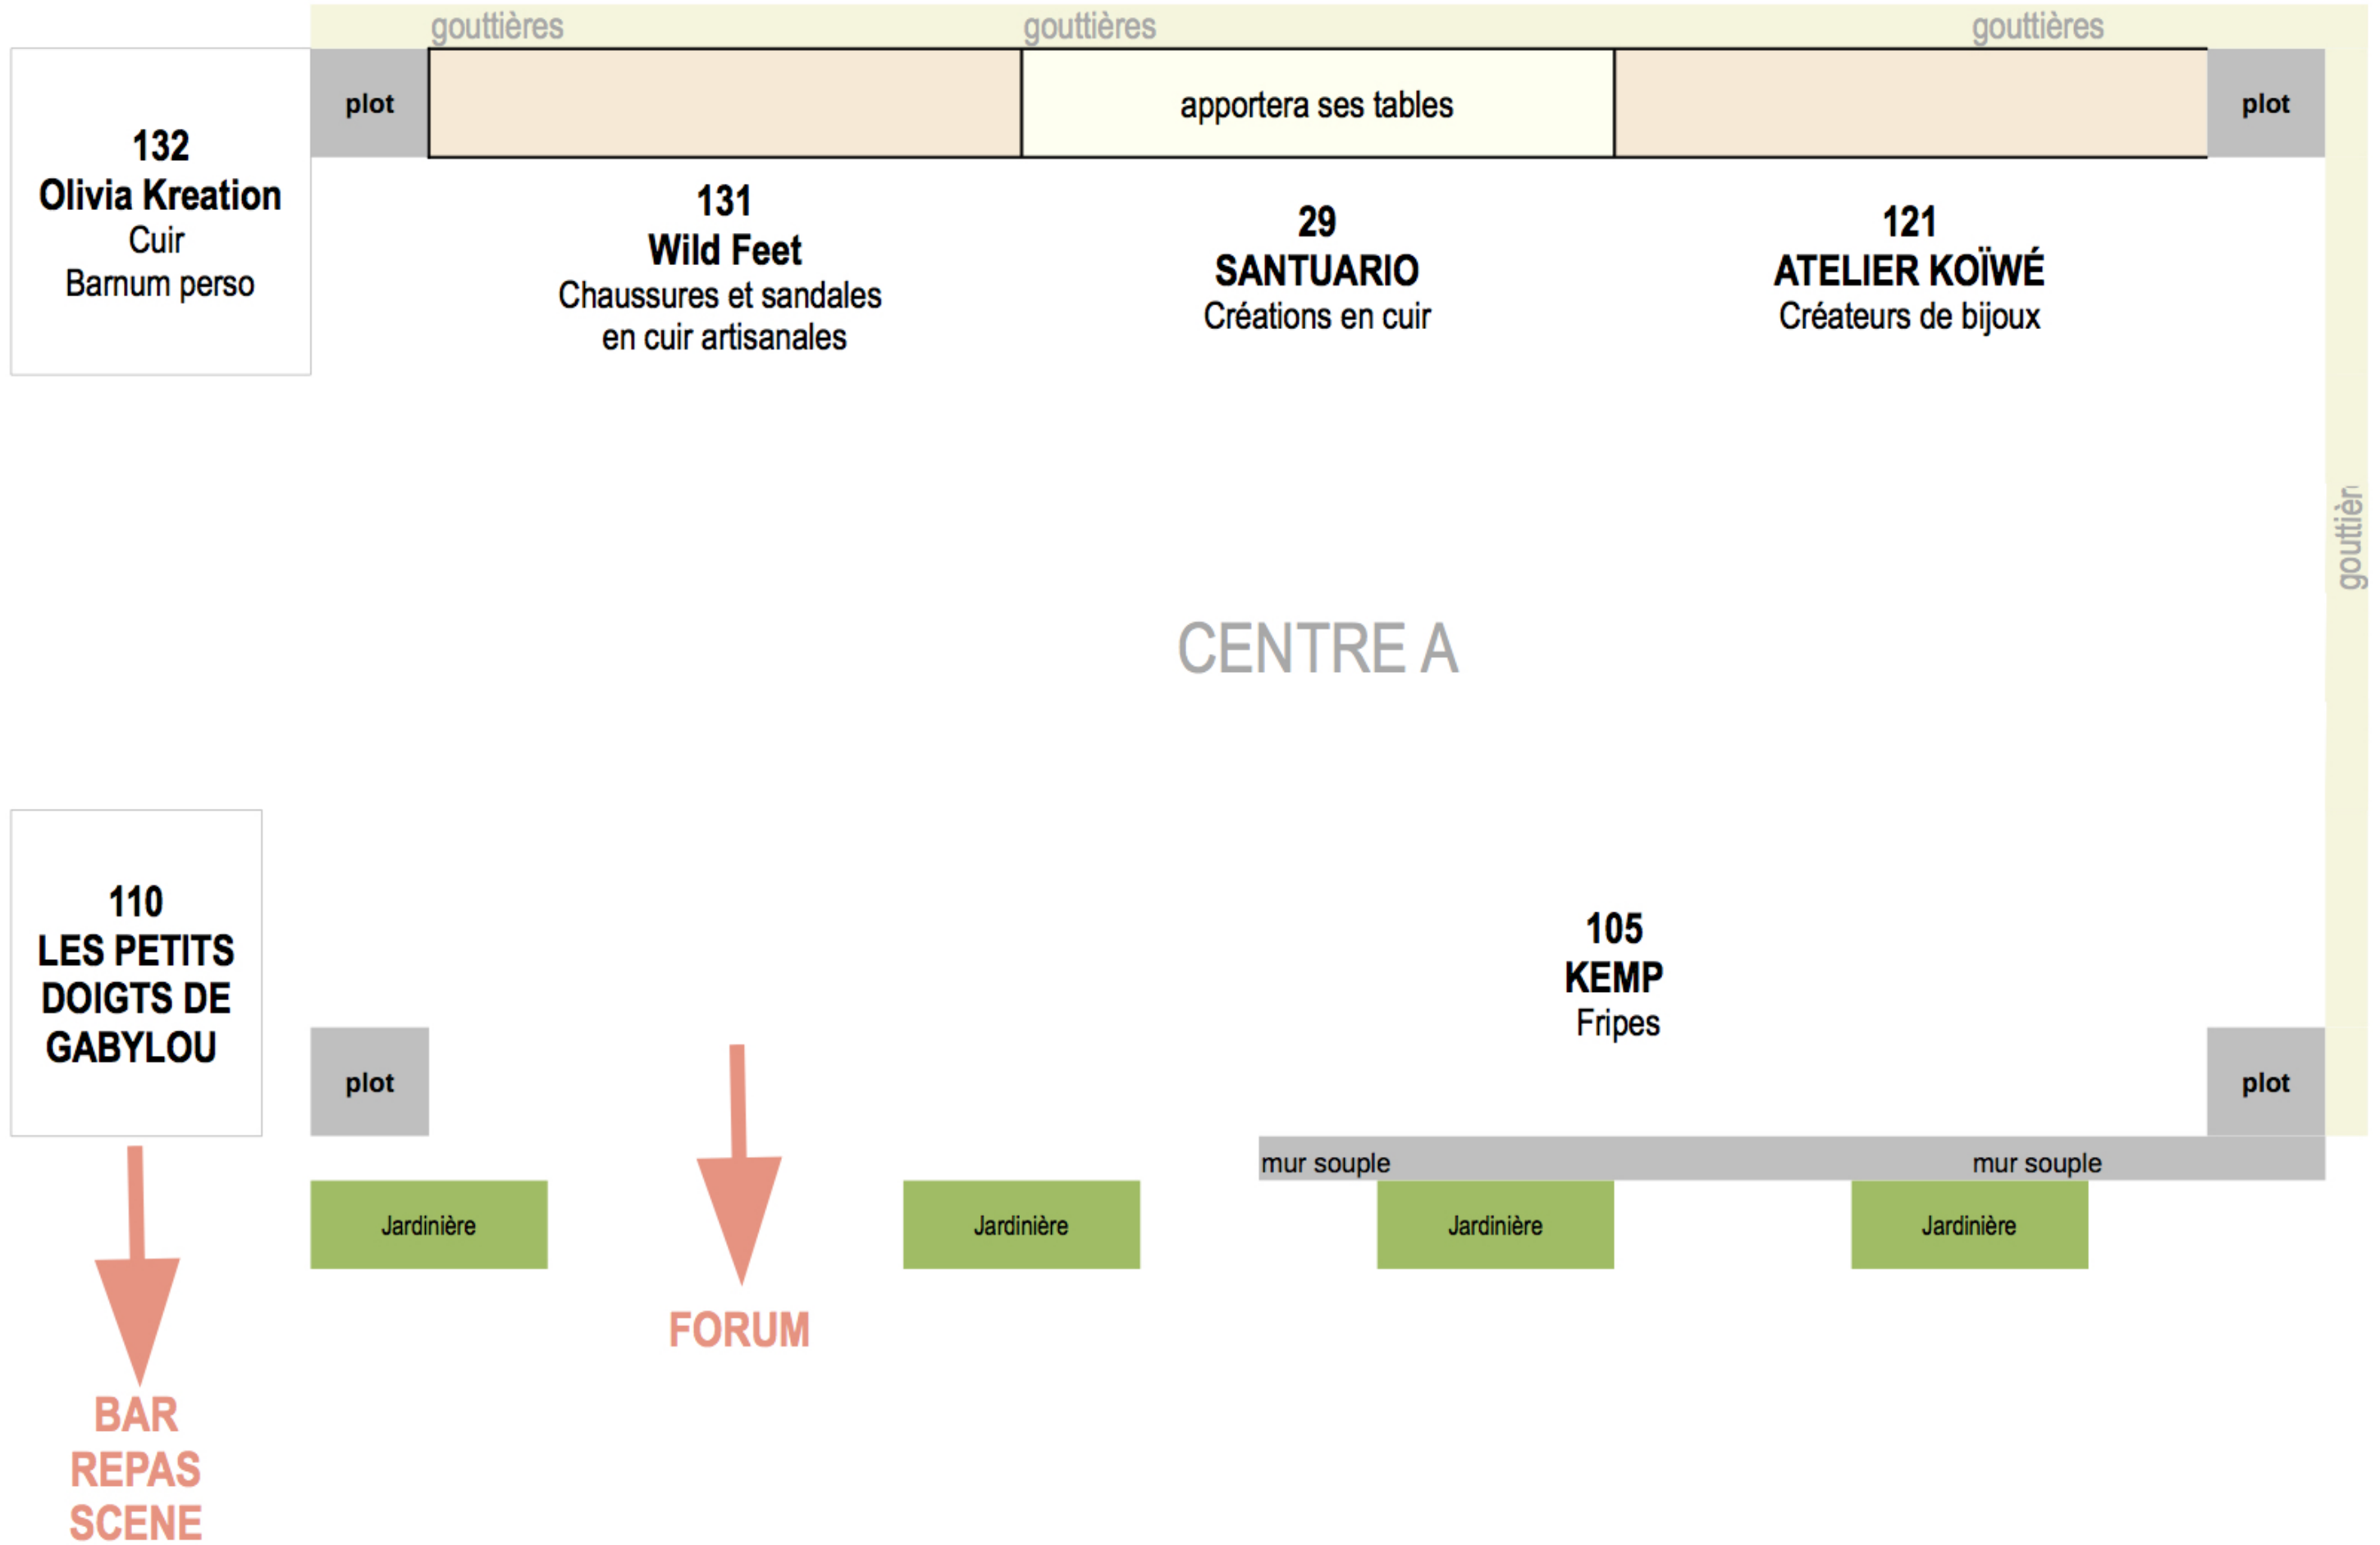 gouttières
gouttières
gouttières
plot
apportera ses tables
plot
132
Olivia Kreation
Cuir
Barnum perso
131
Wild Feet
Chaussures et sandales
en cuir artisanales
29
SANTUARIO
Créations en cuir
121
ATELIER KOÏWÉ
Créateurs de bijoux
gouttièr
CENTRE A
110
LES PETITS
DOIGTS DE
GABYLOU
105
KEMP
Fripes
plot
plot
mur souple
mur souple
Jardinière
Jardinière
Jardinière
Jardinière
FORUM
BAR
REPAS
SCENE